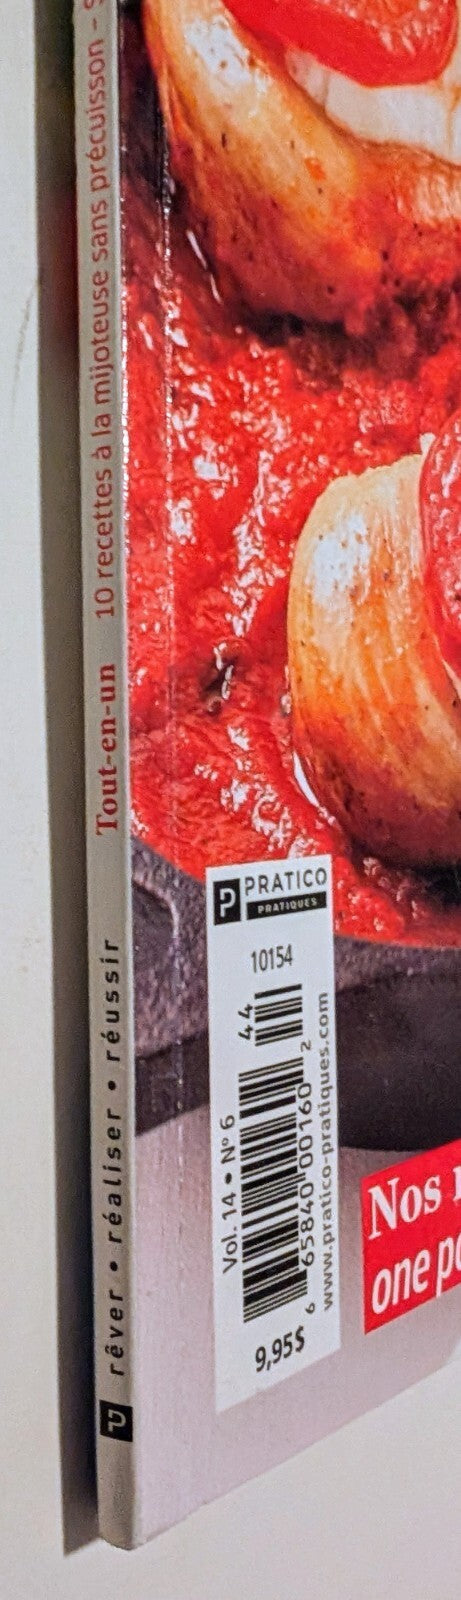 10 recettes à la mijoteuse sans précuisson -
Tout-en-un
rêver • réaliser • réussir
P
P PRATICO
PRATIQUES
10154
44
Vol. 14 • Nº 6
6 65840 00160 2
www.pratico-pratiques.com
9,95$
Nos
one